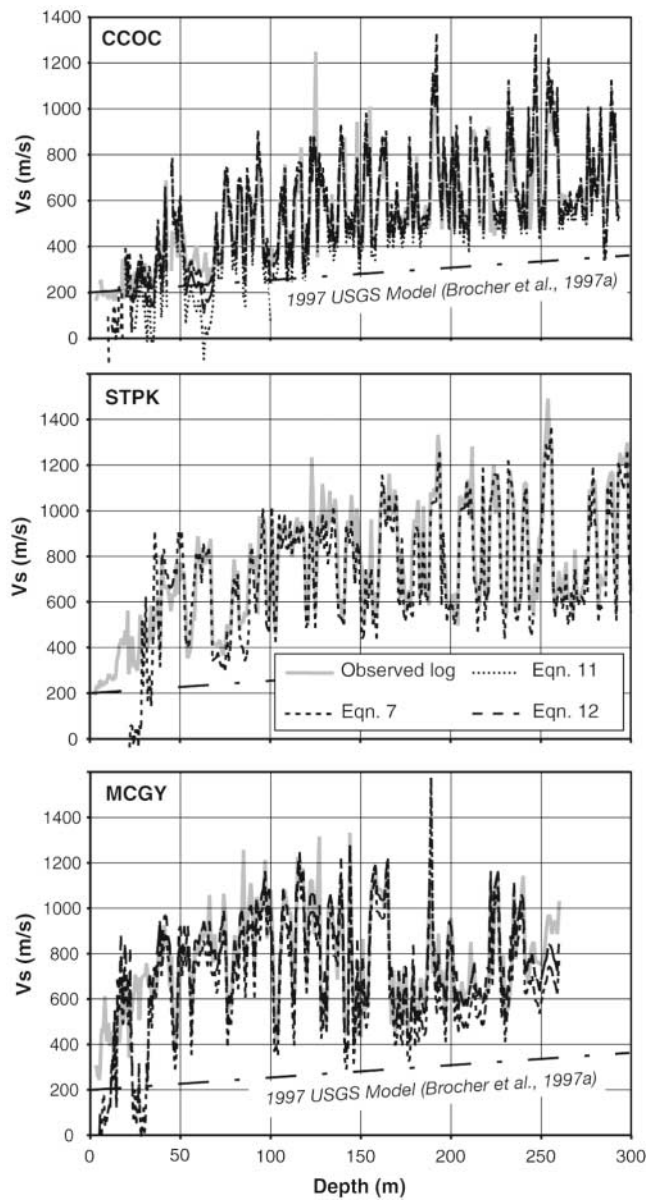 CCOC
1400
1200
1000
800
600
400
200
0
Vs (m/s)
1997 USGS Model (Brocher et al., 1997a)
STPK
1400
1200
1000
800
600
400
200
0
Vs (m/s)
Observed log
Eqn. 11
Eqn. 7
Eqn. 12
MCGY
1400
1200
1000
800
600
400
200
0
Vs (m/s)
1997 USGS Model (Brocher et al., 1997a)
0 50 100 150 200 250 300
Depth (m)